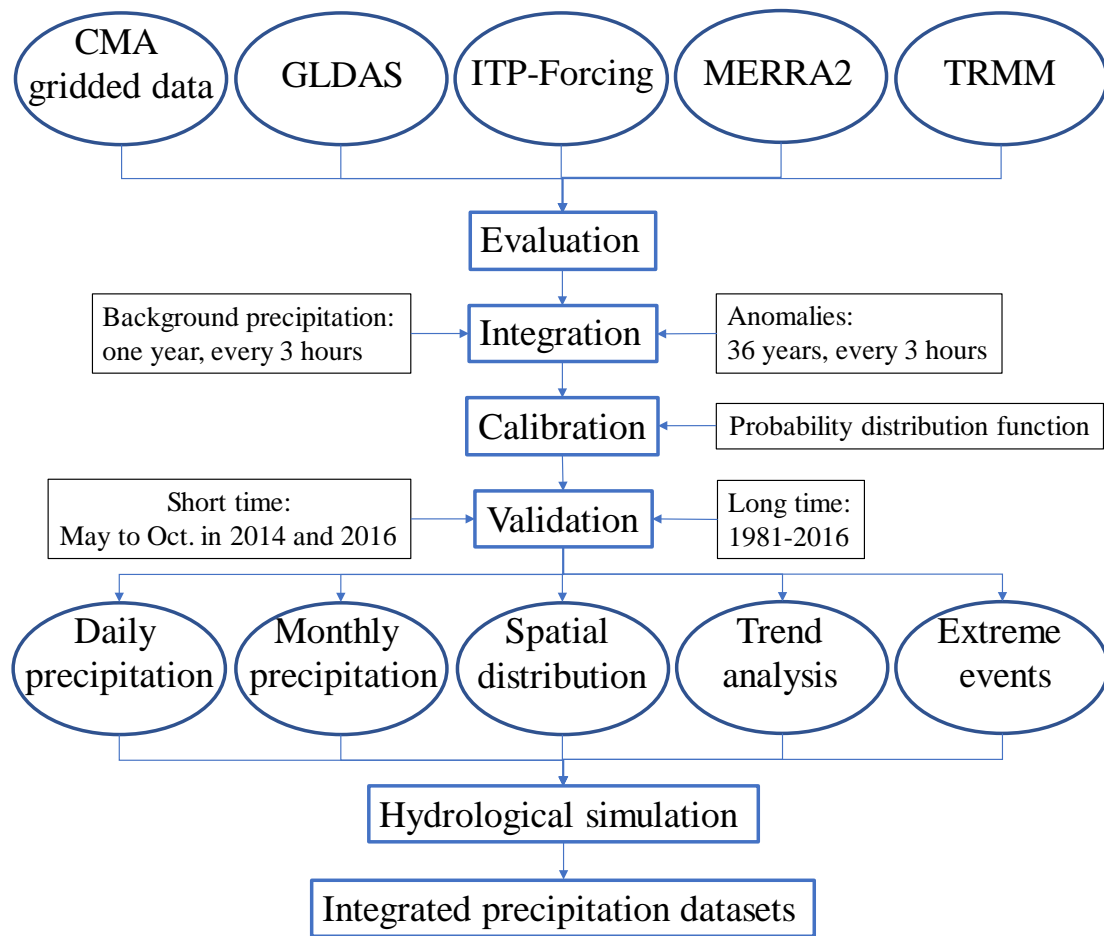 CMA
gridded data
GLDAS
ITP-Forcing
MERRA2
TRMM
Evaluation
Background precipitation:
one year, every 3 hours
Integration
Anomalies:
36 years, every 3 hours
Calibration
Probability distribution function
Short time:
May to Oct. in 2014 and 2016
Validation
Long time:
1981-2016
Daily
precipitation
Monthly
precipitation
Spatial
distribution
Trend
analysis
Extreme
events
Hydrological simulation
Integrated precipitation datasets